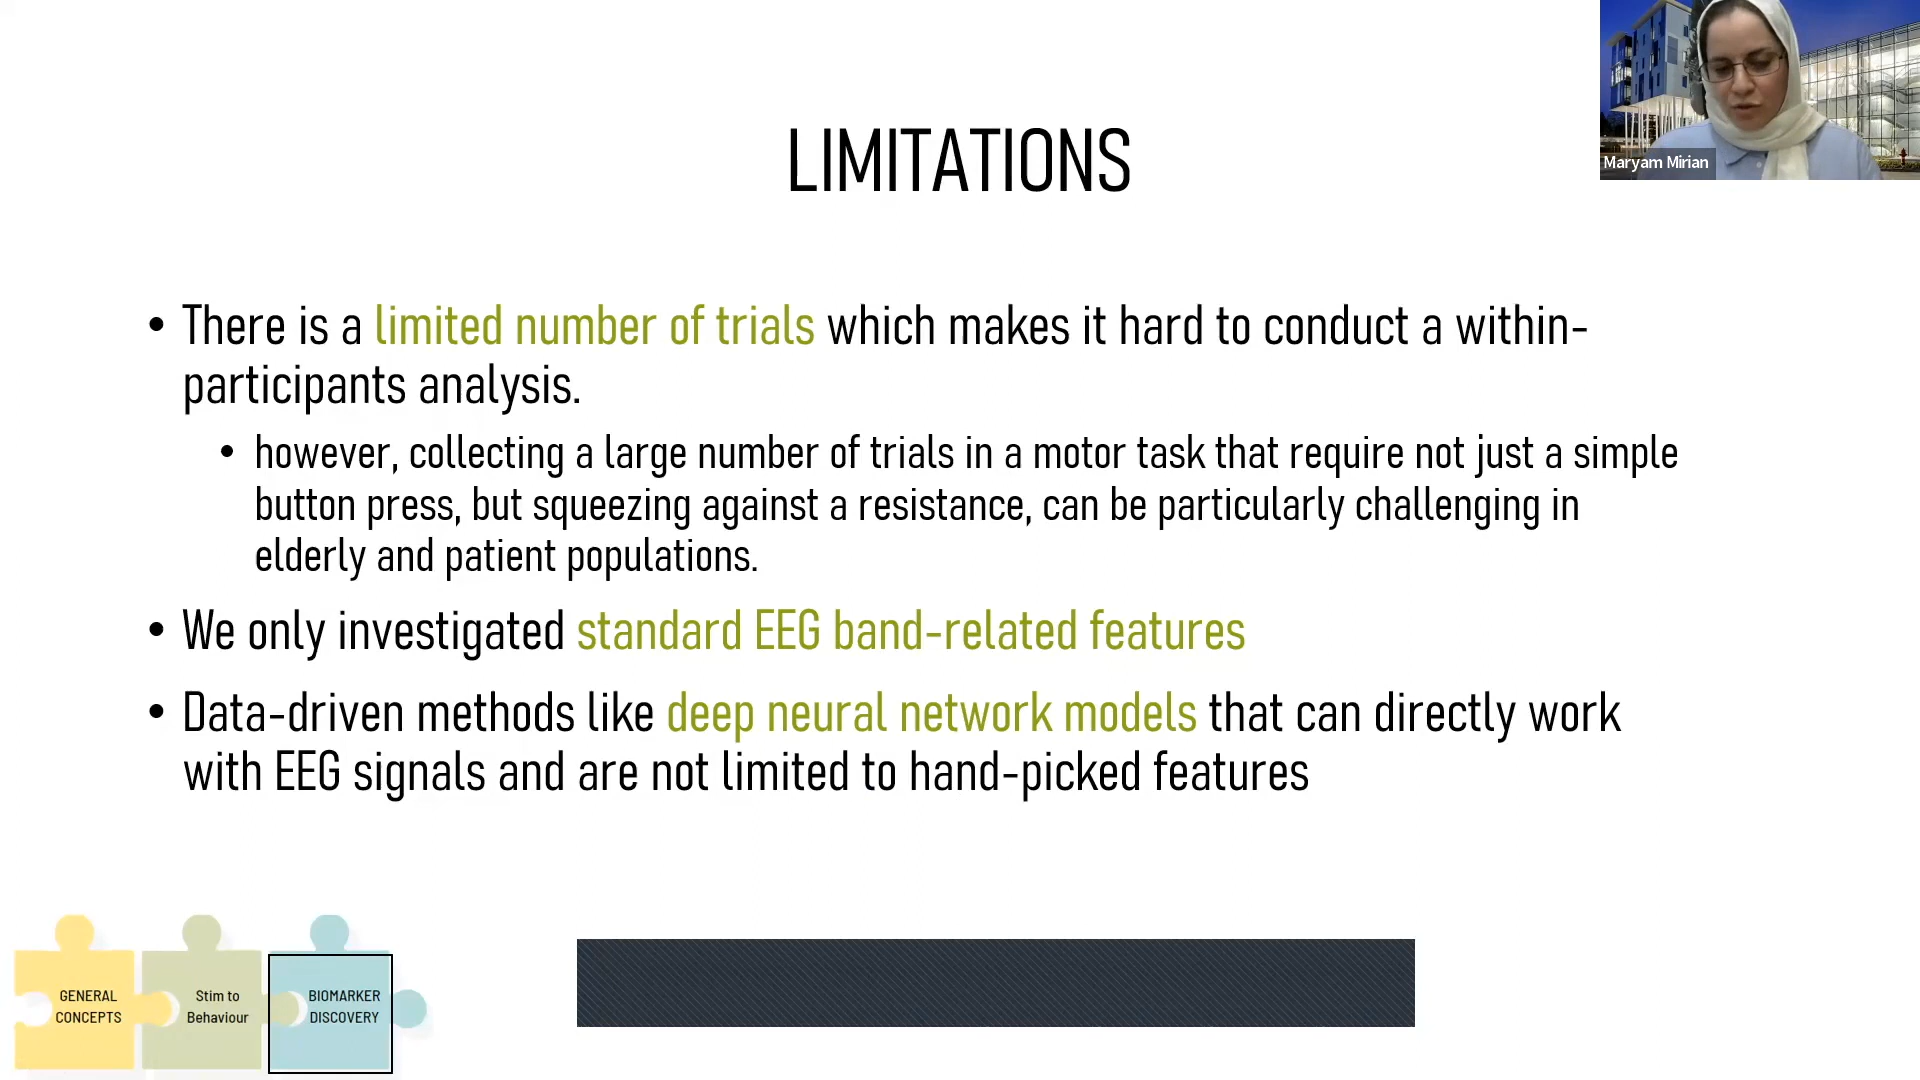 Maryam Mirian
LIMITATIONS
• There is a limited number of trials which makes it hard to conduct a within-
participants analysis.
• however, collecting a large number of trials in a motor task that require not just a simple
button press, but squeezing against a resistance, can be particularly challenging in
elderly and patient populations.
• We only investigated standard EEG band-related features
• Data-driven methods like deep neural network models that can directly work
with EEG signals and are not limited to hand-picked features
GENERAL
CONCEPTS
Stim to
Behaviour
BIOMARKER
DISCOVERY